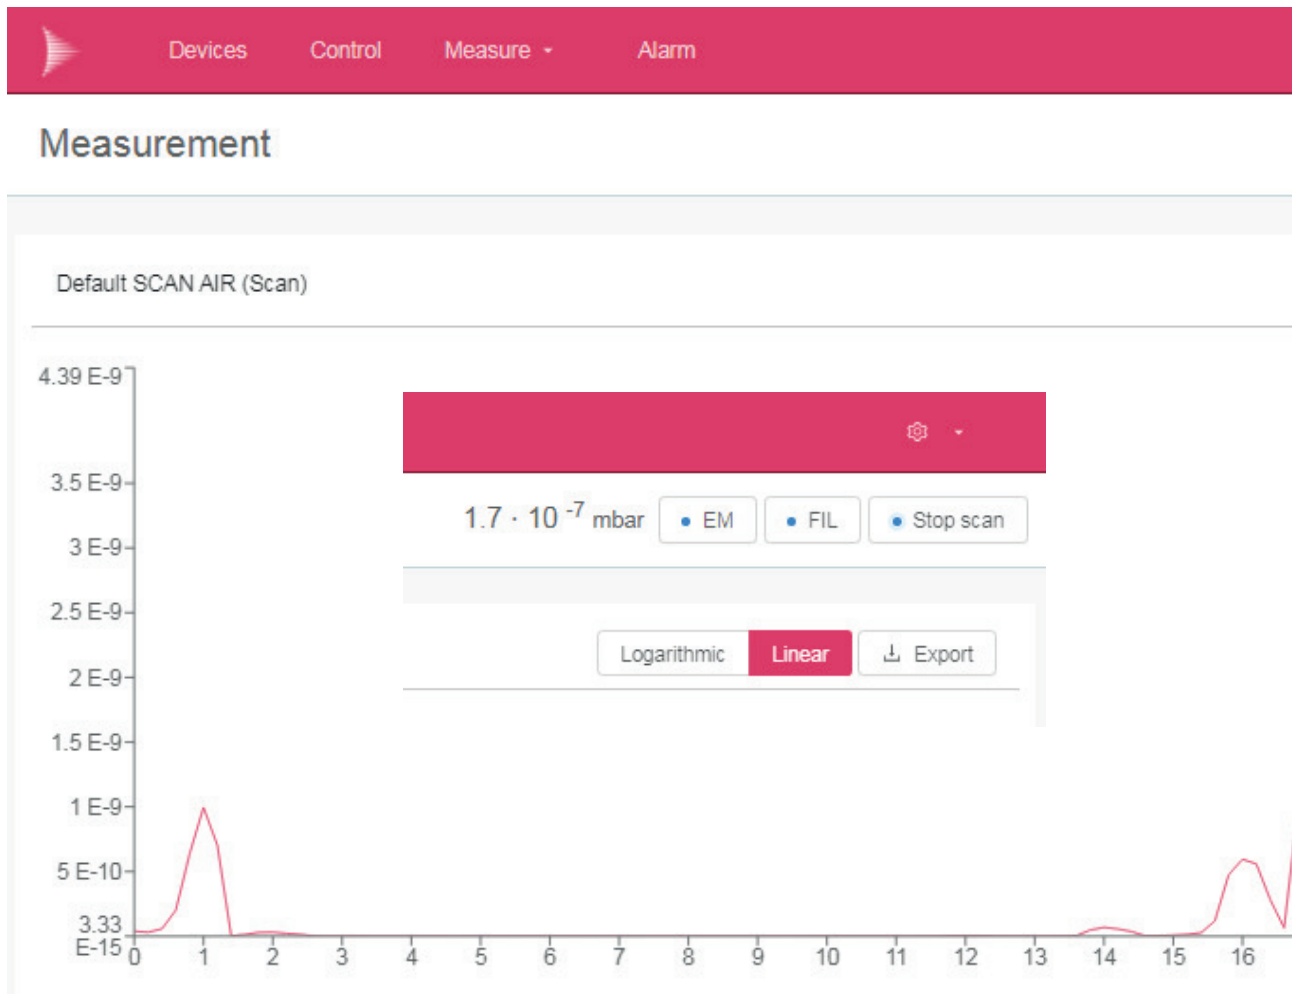 Devices Control Measure Alarm
Measurement
Default SCAN AIR (Scan)
4.39 E-9
3.5 E-9
3 E-9
2.5 E-9
2 E-9
1.5 E-9
1 E-9
5 E-10
3.33
E-15
0 1 2 3 4 5 6 7 8 9 10 11 12 13 14 15 16
1.7 · 10 -7 mbar EM FIL Stop scan
Logarithmic Linear Export